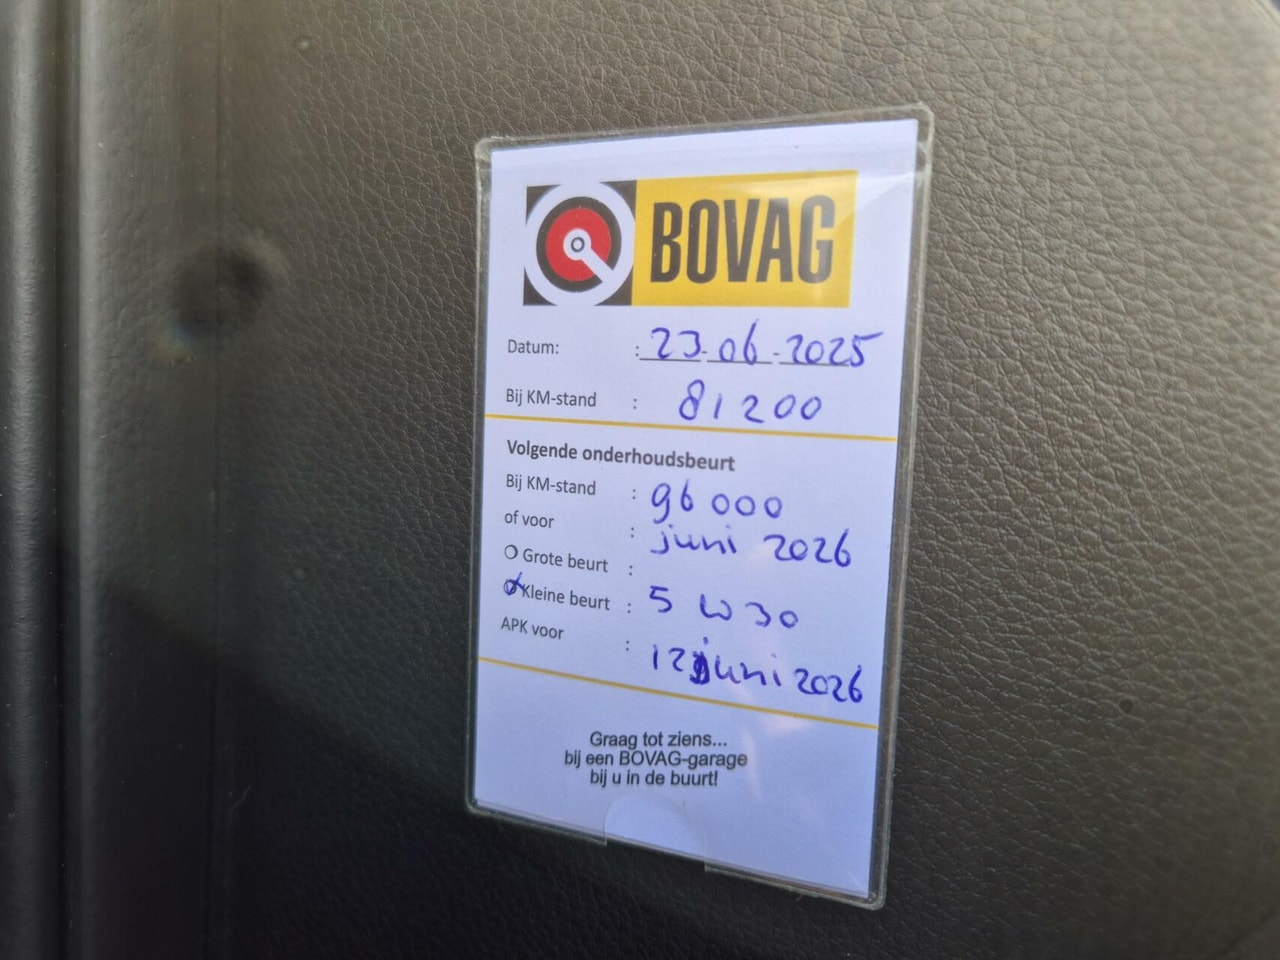 BOVAG
Datum: : 23-06-2025
Bij KM-stand : 81200
Volgende onderhoudsbeurt
Bij KM-stand : 96000
of voor : juni 2026
Grote beurt :
Kleine beurt : 5W30
APK voor : 12 juni 2026
Graag tot ziens...
bij een BOVAG-garage
bij u in de buurt!